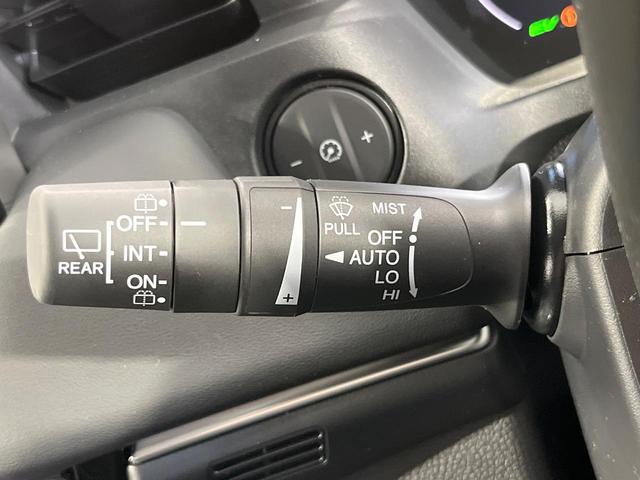 REAR
OFF
INT
ON
PULL
MIST
OFF
AUTO
LO
HI